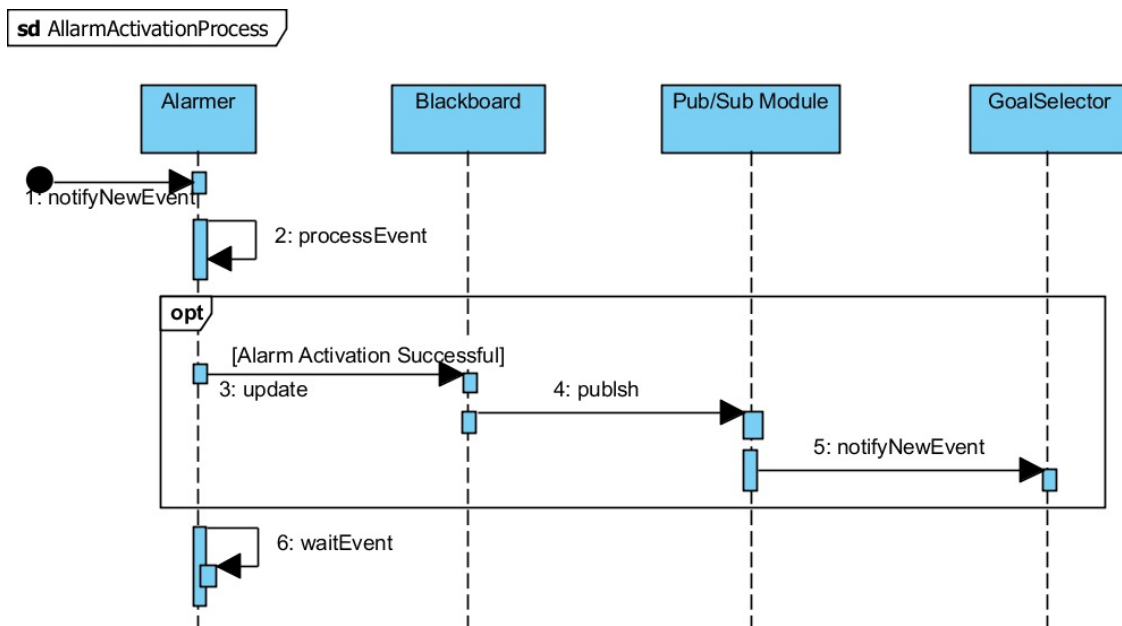 sd AllarmActivationProcess
Alarmer
Blackboard
Pub/Sub Module
GoalSelector
1: notifyNewEvent
2: processEvent
opt
[Alarm Activation Successful]
3: update
4: publsh
5: notifyNewEvent
6: waitEvent